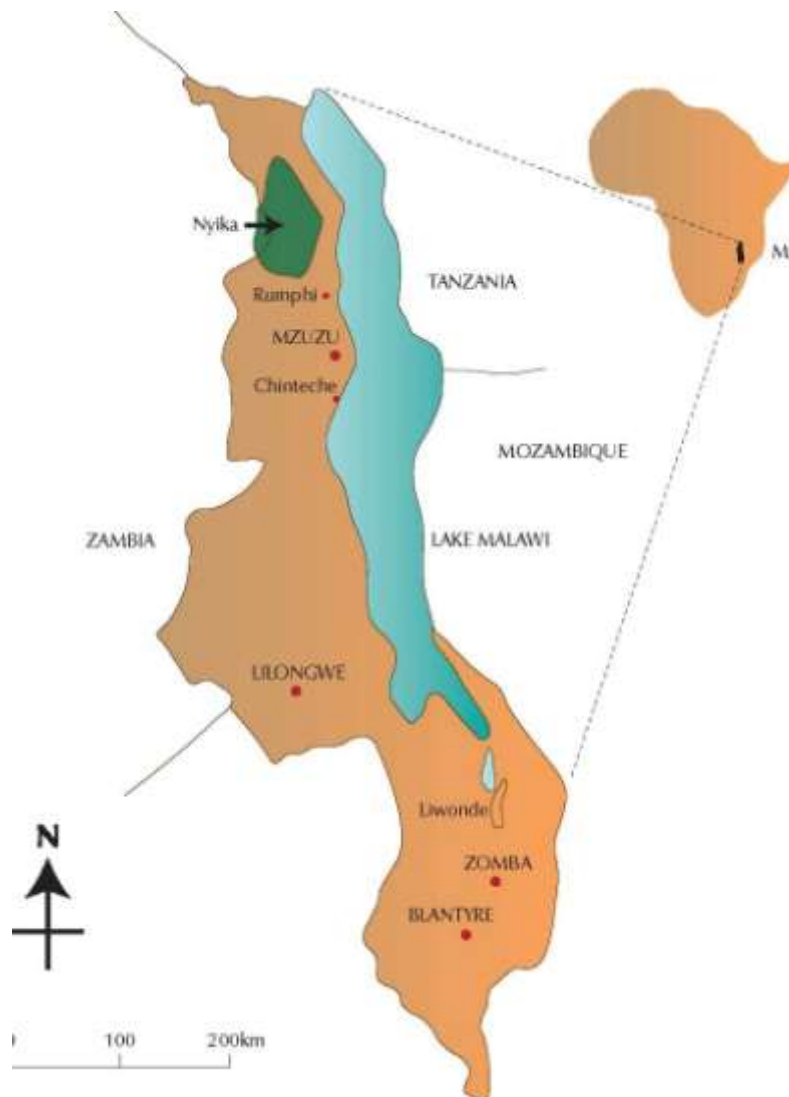 Nyika
TANZANIA
Rumphi
MZUZU
Chinteche
MOZAMBIQUE
ZAMBIA
LAKE MALAWI
LILONGWE
Liwonde
N
ZOMBA
BLANTYRE
100 200km